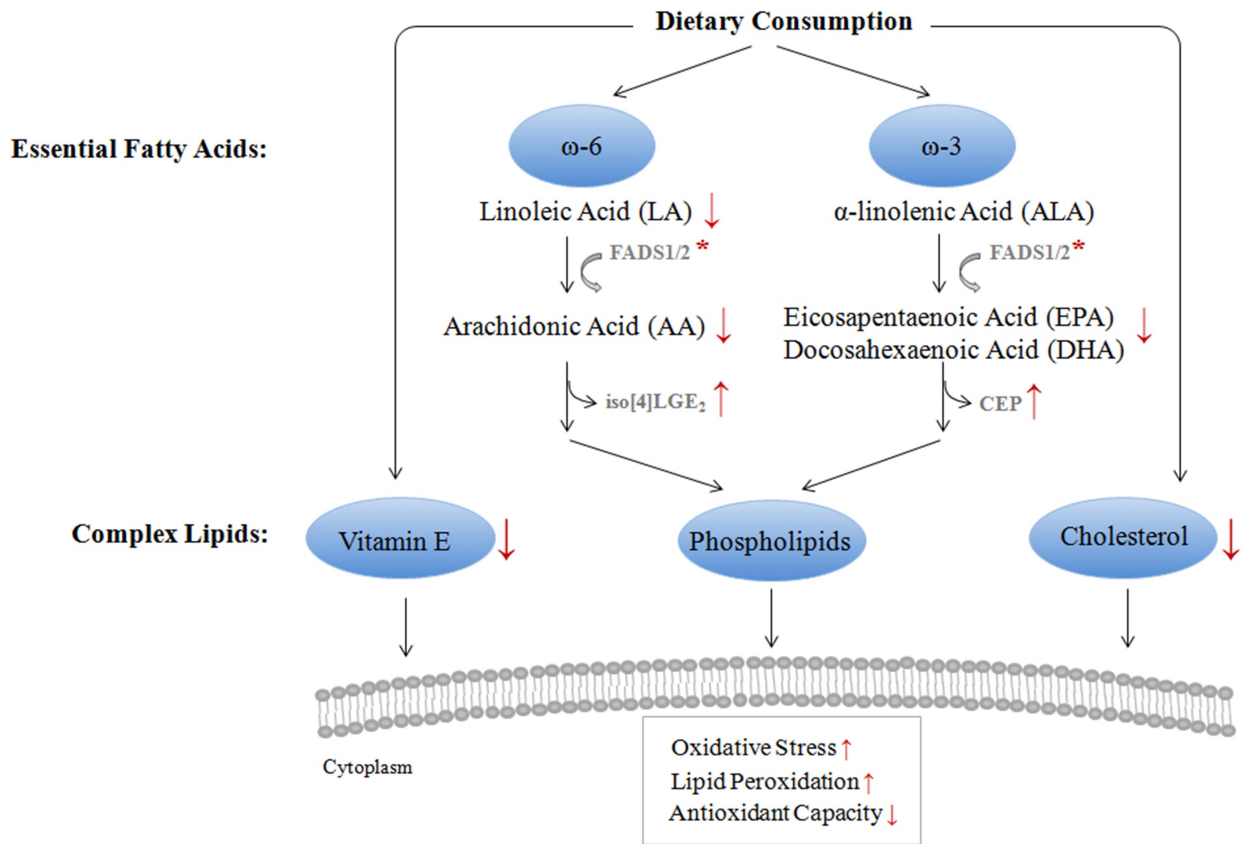 Dietary Consumption
Essential Fatty Acids:
ω-6
ω-3
Linoleic Acid (LA) ↓
α-linolenic Acid (ALA)
FADS1/2 *
FADS1/2 *
Arachidonic Acid (AA) ↓
Eicosapentaenoic Acid (EPA)
Docosahexaenoic Acid (DHA) ↓
iso[4]LGE₂ ↑
CEP ↑
Complex Lipids:
Vitamin E ↓
Phospholipids
Cholesterol ↓
Cytoplasm
Oxidative Stress ↑
Lipid Peroxidation ↑
Antioxidant Capacity ↓